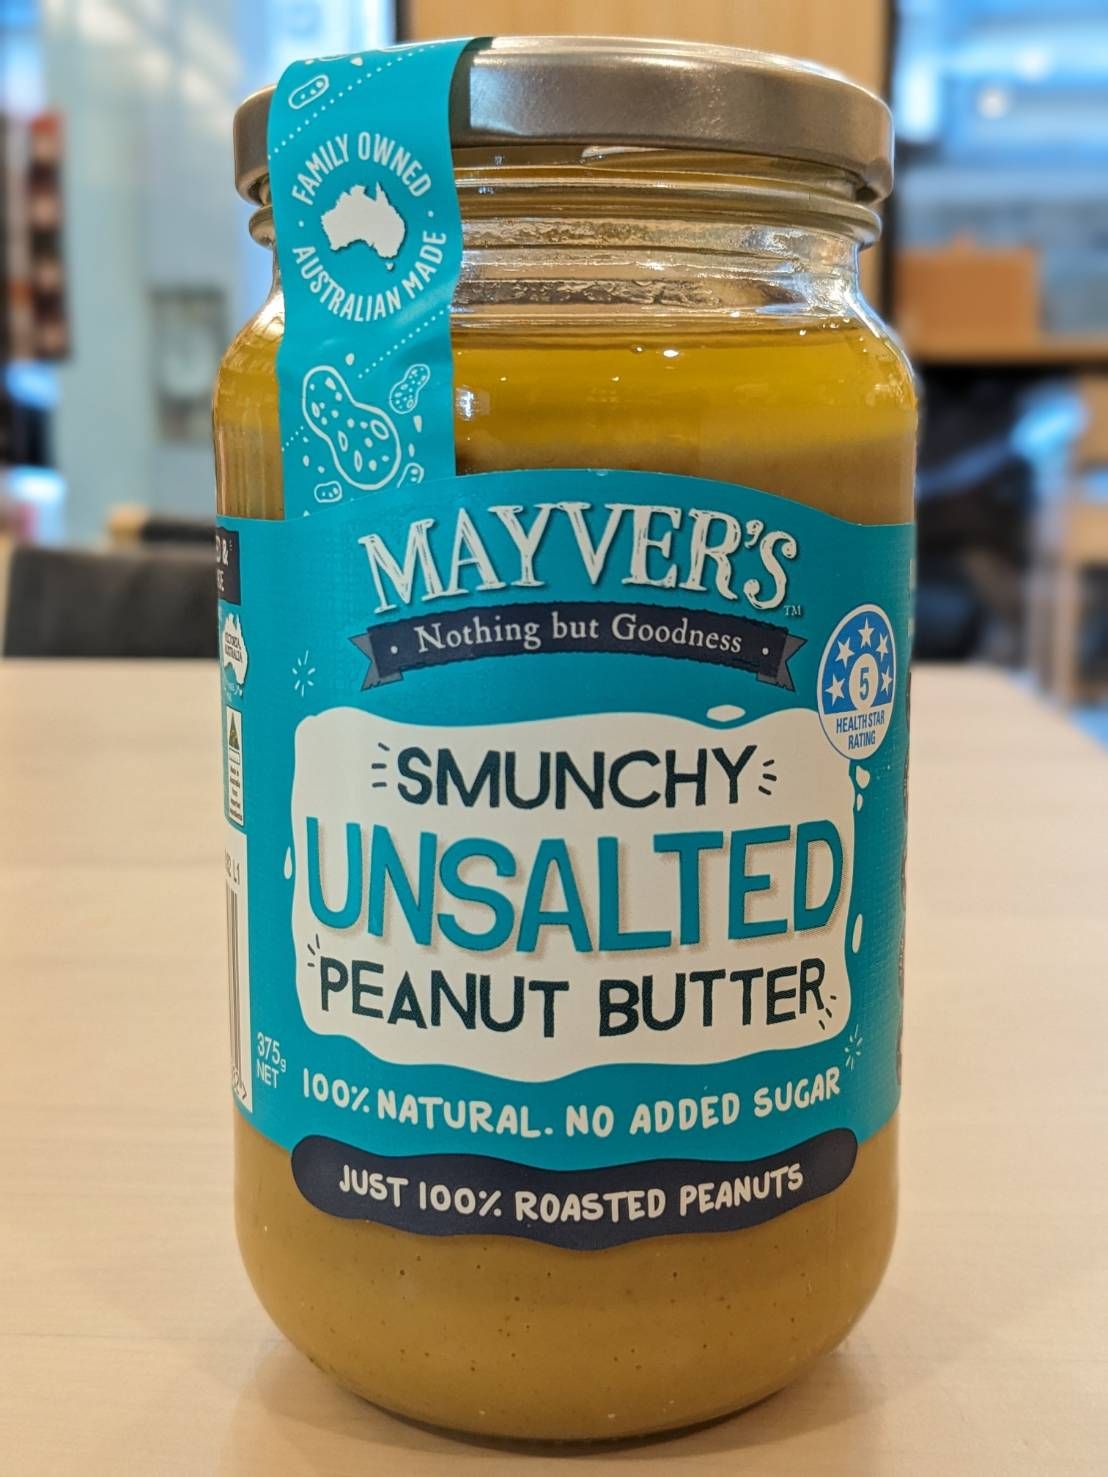 FAMILY OWNED
AUSTRALIAN MADE
MAYVER'S™
Nothing but Goodness
5
HEALTH STAR
RATING
SMUNCHY
UNSALTED
PEANUT BUTTER
375g
NET
100% NATURAL. NO ADDED SUGAR
JUST 100% ROASTED PEANUTS